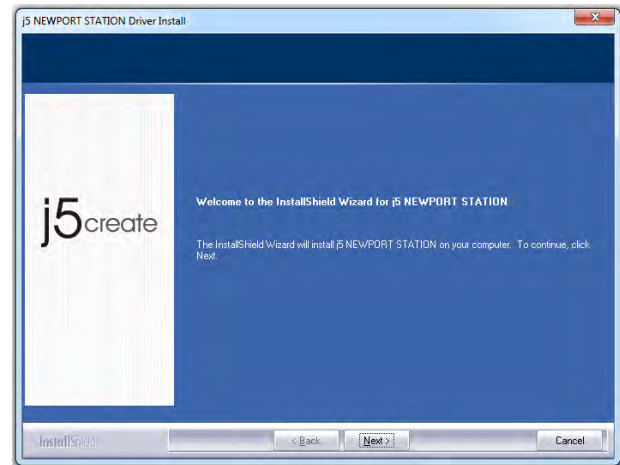 j5 NEWPORT STATION Driver Install
j5create
Welcome to the InstallShield Wizard for j5 NEWPORT STATION
The InstallShield Wizard will install j5 NEWPORT STATION on your computer. To continue, click
Next.
InstallShield
< Back
Next >
Cancel